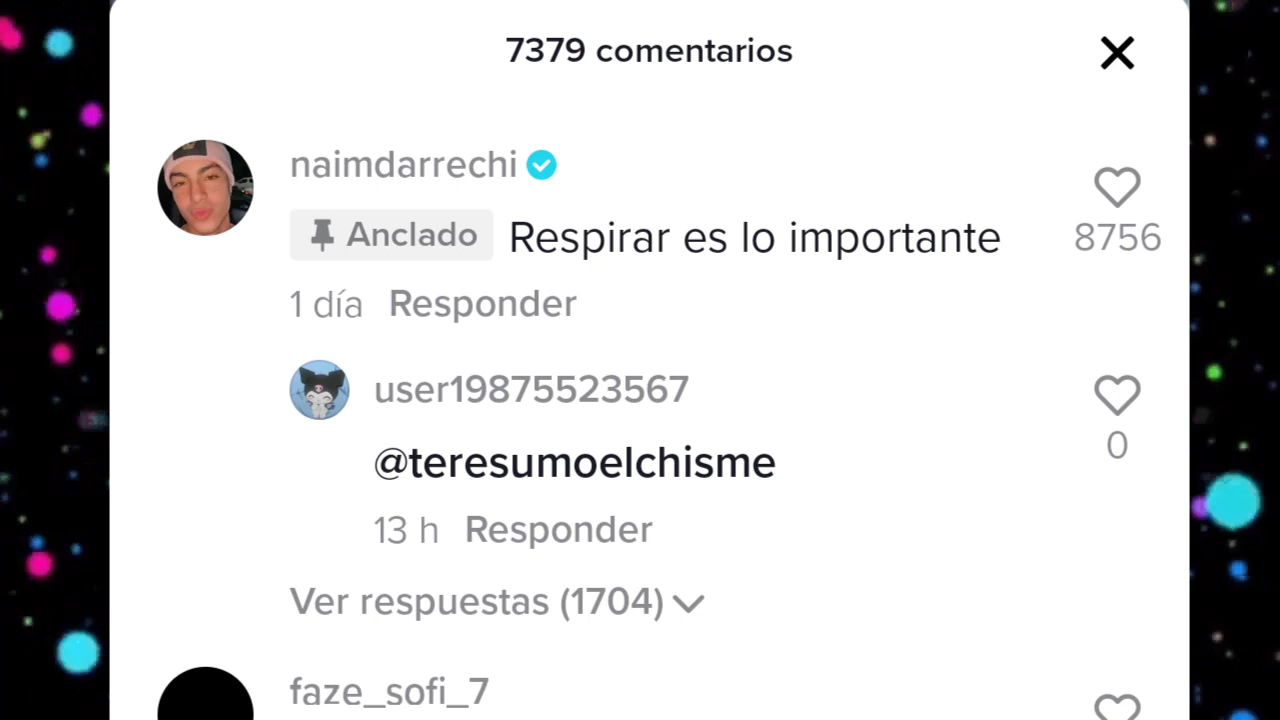 7379 comentarios
naimdarrechi
Anclado Respirar es lo importante
8756
1 día Responder
user19875523567
@teresumoelchisme
0
13 h Responder
Ver respuestas (1704)
faze_sofi_7